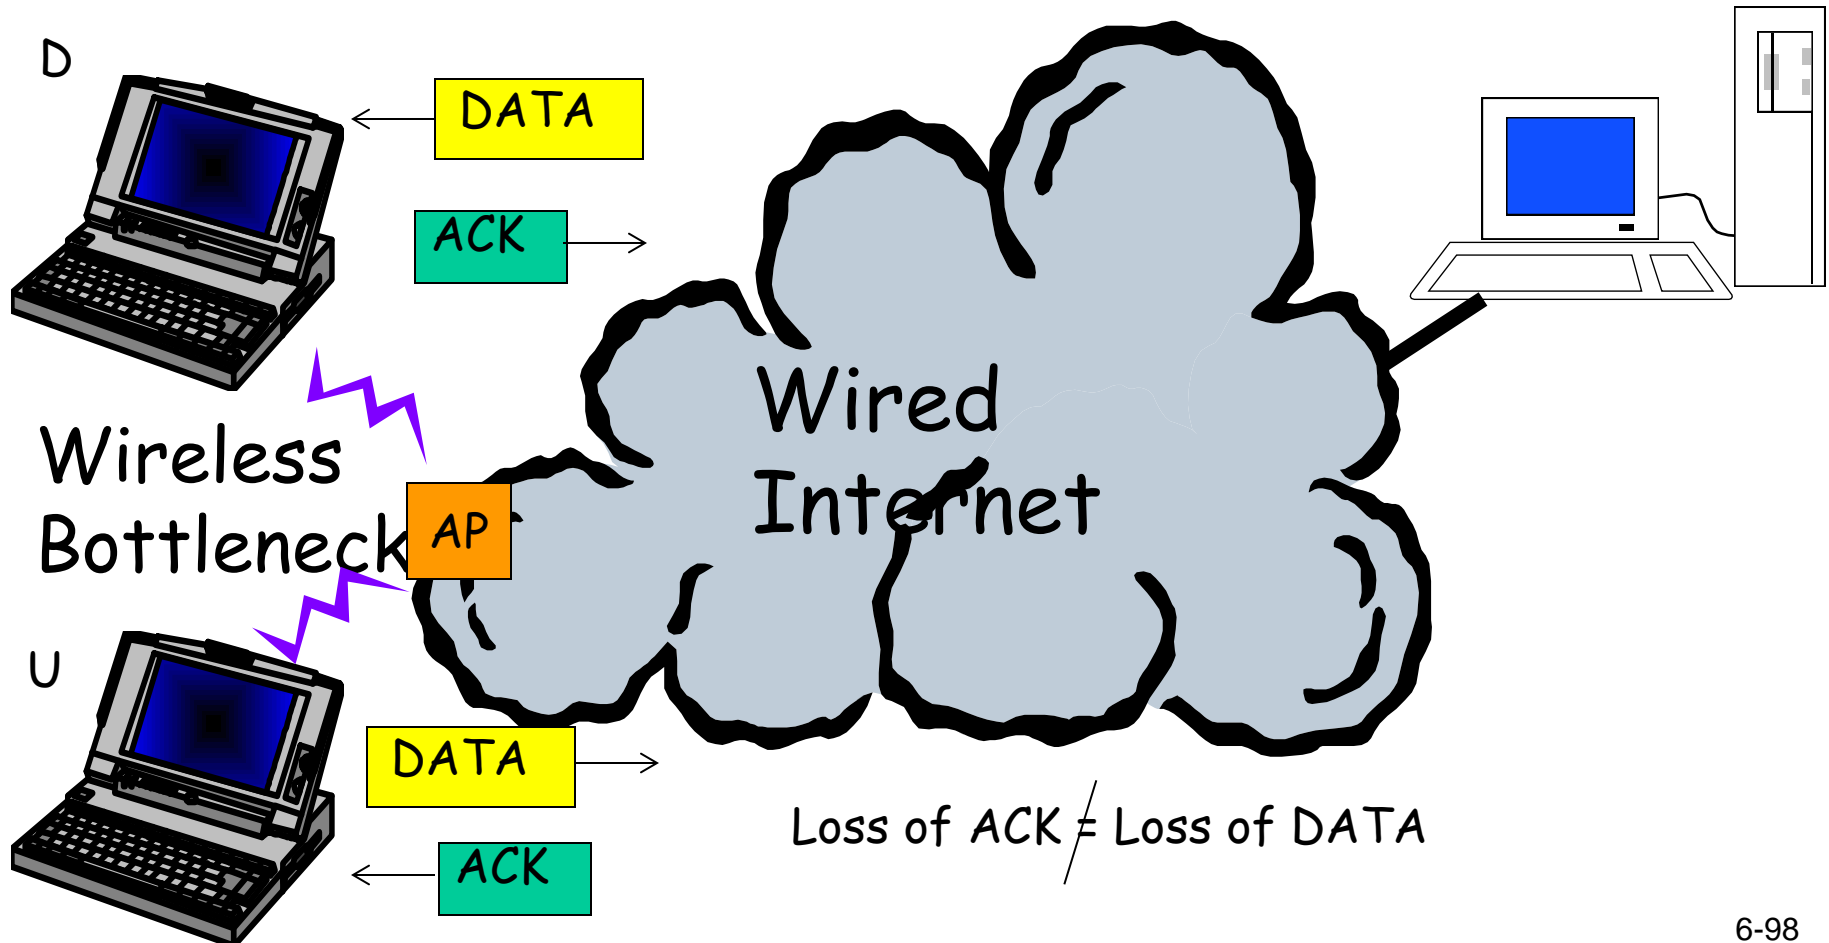 D
DATA
ACK
Wired
Internet
Wireless
Bottleneck
AP
U
DATA
ACK
Loss of ACK ≠ Loss of DATA
6-98